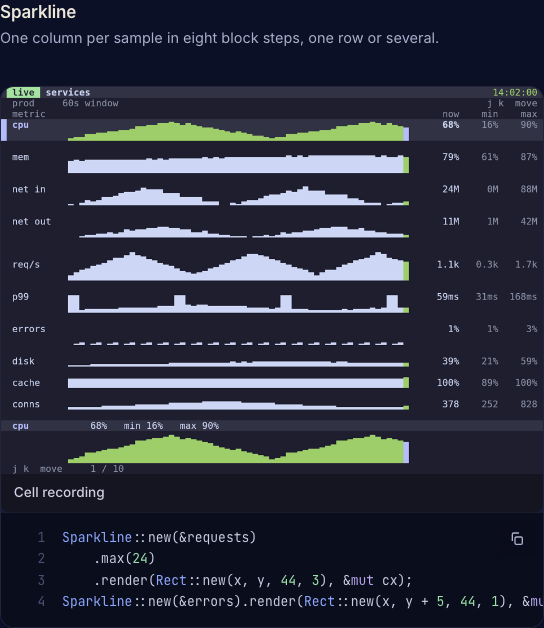 Sparkline
One column per sample in eight block steps, one row or several.
live services 14:02:00
prod 60s window j k move
metric now min max
cpu 68% 16% 90%
mem 79% 61% 87%
net in 24M 0M 88M
net out 11M 1M 42M
req/s 1.1k 0.3k 1.7k
p99 59ms 31ms 168ms
errors 1% 1% 3%
disk 39% 21% 59%
cache 100% 89% 100%
conns 378 252 828
cpu 68% min 16% max 90%
j k move 1 / 10
Cell recording
1 Sparkline::new(&requests)
2 .max(24)
3 .render(Rect::new(x, y, 44, 3), &mut cx);
4 Sparkline::new(&errors).render(Rect::new(x, y + 5, 44, 1), &mu